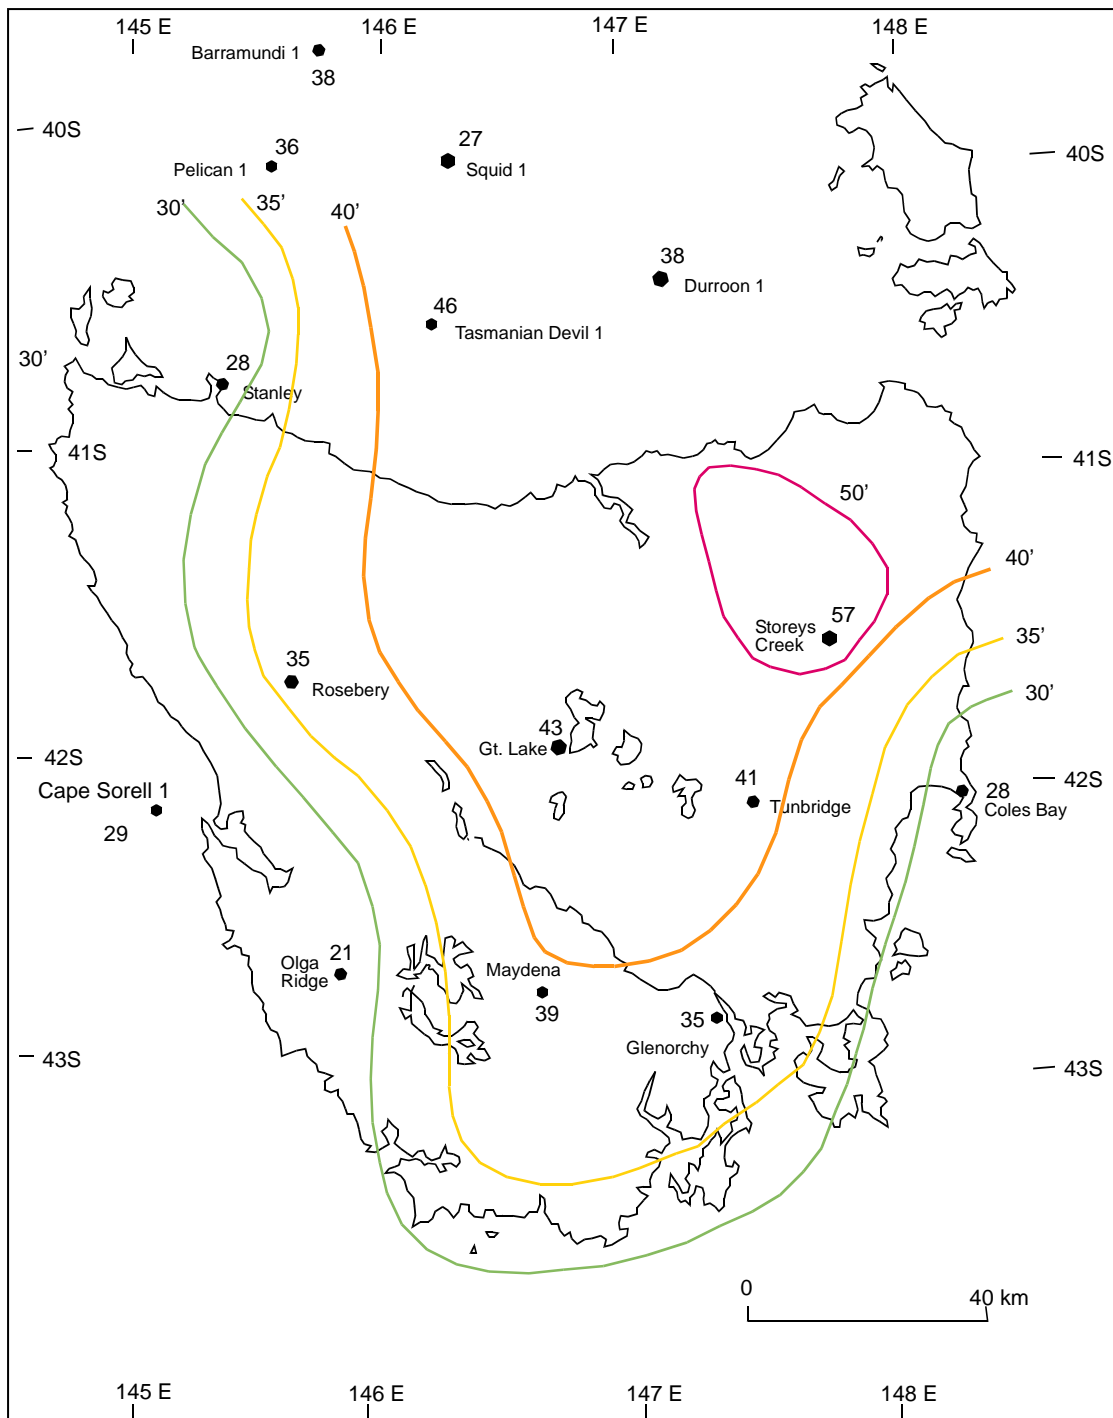 145 E
146 E
147 E
148 E
Barramundi 1
38
40S
36
Pelican 1
27
Squid 1
40S
30'
35'
40'
38
Durroon 1
46
Tasmanian Devil 1
30'
28
Stanley
41S
41S
50'
40'
57
Storeys
Creek
35'
35
Rosebery
30'
43
Gt. Lake
42S
42S
Cape Sorell 1
29
41
Tunbridge
28
Coles Bay
21
Olga
Ridge
Maydena
39
35
Glenorchy
43S
43S
0
40 km
145 E
146 E
147 E
148 E